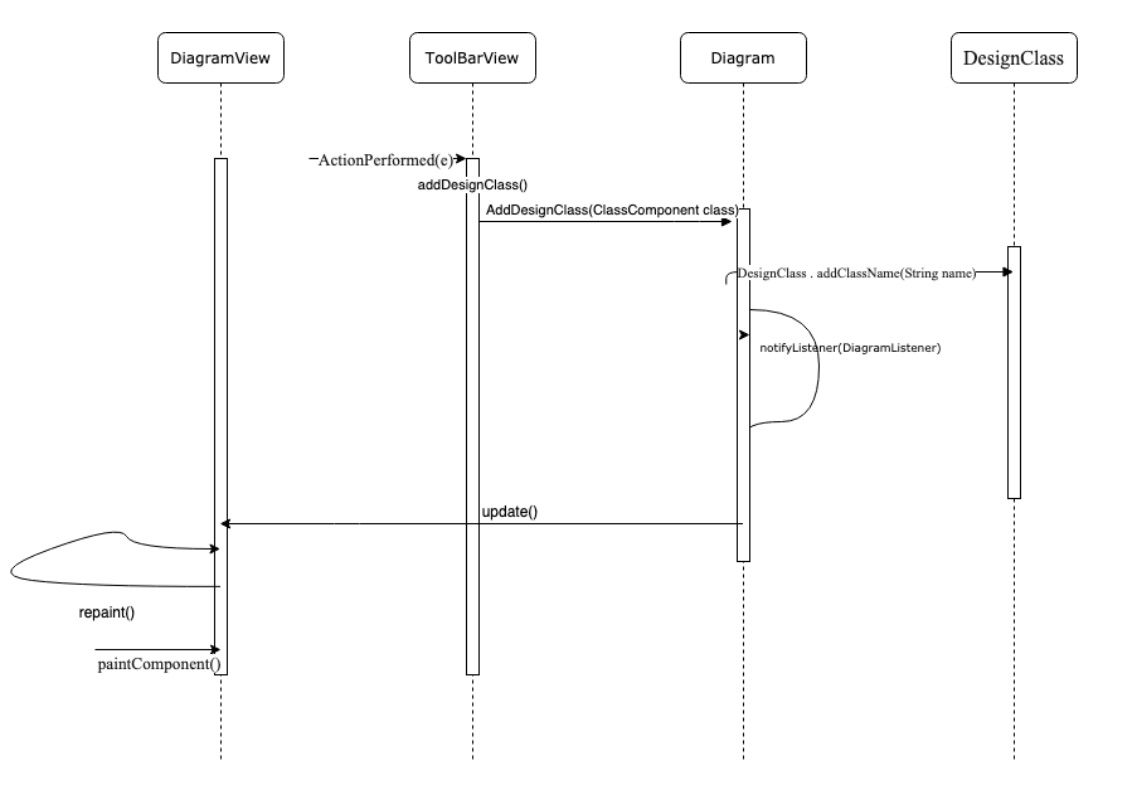 DiagramView
ToolBarView
Diagram
DesignClass
ActionPerformed(e)
addDesignClass()
AddDesignClass(ClassComponent class)
DesignClass . addClassName(String name)
notifyListener(DiagramListener)
update()
repaint()
paintComponent()